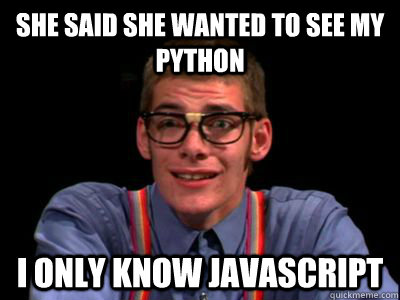 SHE SAID SHE WANTED TO SEE MY
PYTHON
I ONLY KNOW JAVASCRIPT
quickmeme.com